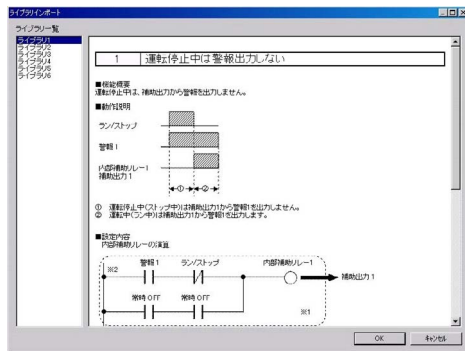 ライブラリインポート
ライブラリ一覧
ライブラリ1
ライブラリ2
ライブラリ3
ライブラリ4
ライブラリ5
ライブラリ6
1 運転停止中は警報出力しない
■機能概要
運転停止中は、補助出力から警報を出力しません。
■動作説明
ラン/ストップ
警報1
内部補助リレー1
補助出力1
① ②
① 運転停止中(ストップ中)は補助出力1から警報1を出力しません。
② 運転中(ラン中)は補助出力1から警報1を出力します。
■設定内容
内部補助リレーの演算
※2 警報1 ラン/ストップ 内部補助リレー1
補助出力1
常時OFF 常時OFF
※1
OK キャンセル